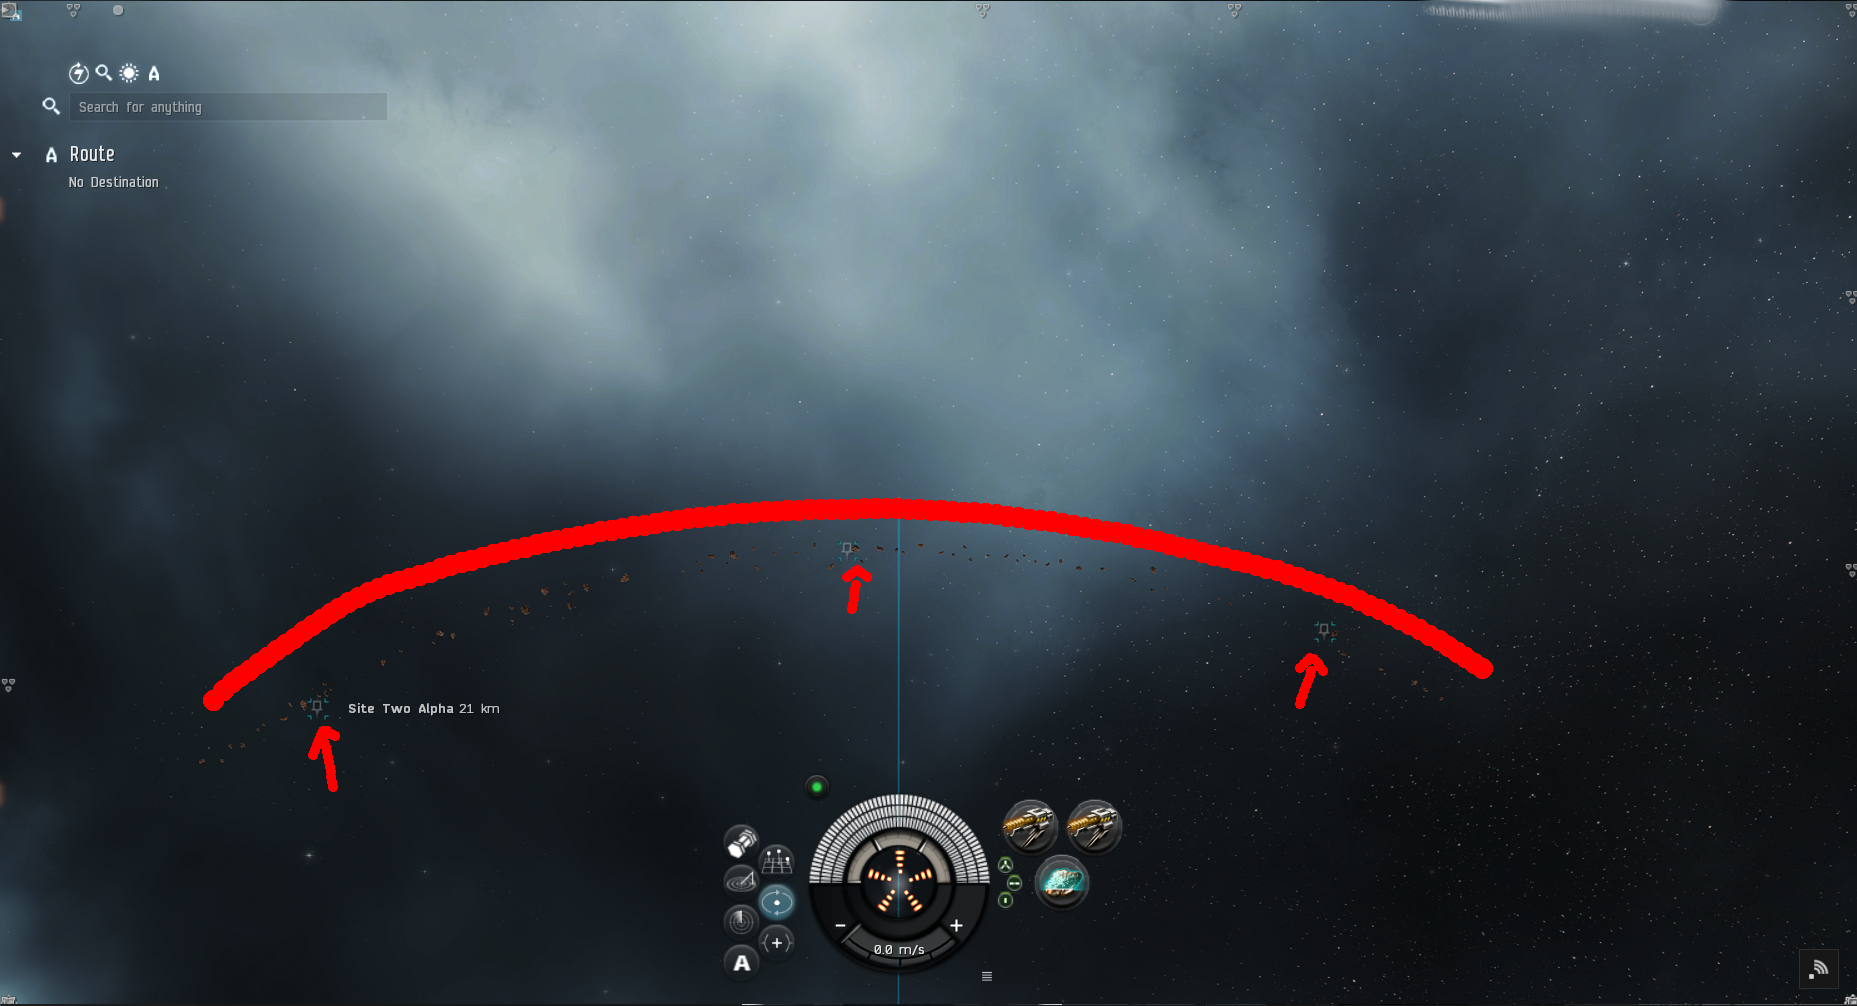 Search for anything
Route
No Destination
Site Two Alpha 21 km
0.0 m/s